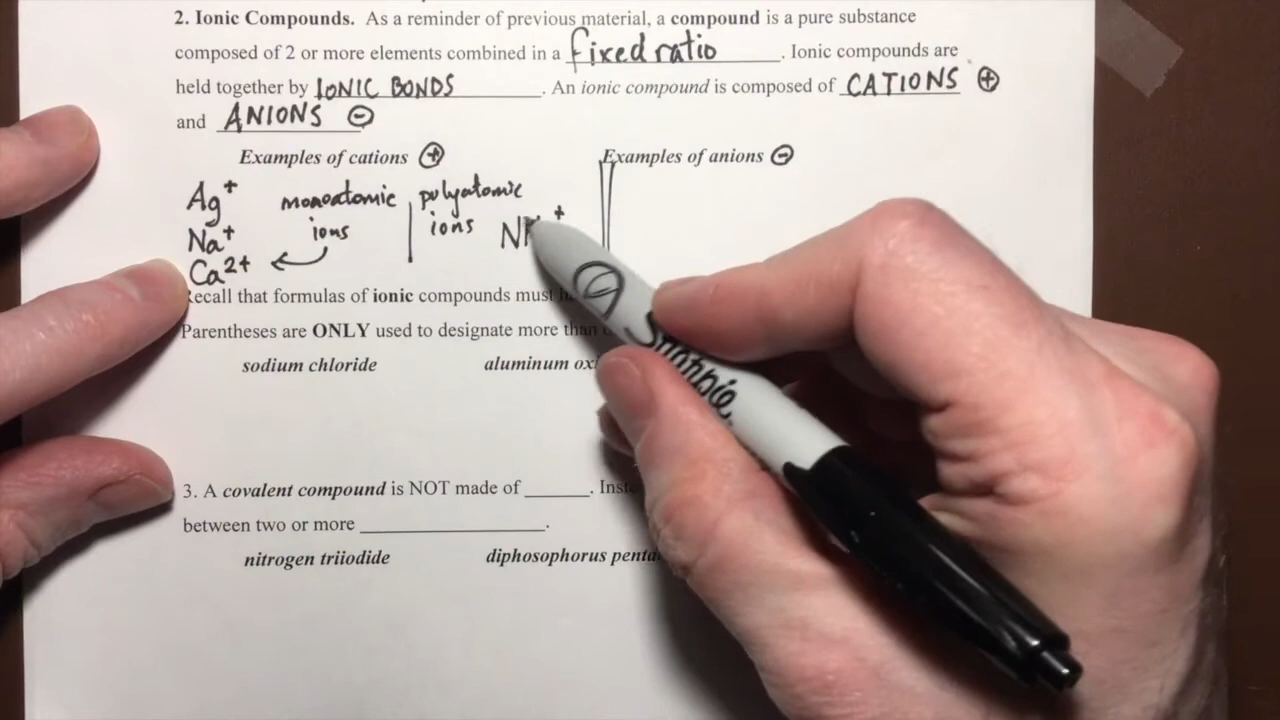 2. Ionic Compounds. As a reminder of previous material, a compound is a pure substance
composed of 2 or more elements combined in a fixed ratio. Ionic compounds are
held together by IONIC BONDS. An ionic compound is composed of CATIONS ⊕
and ANIONS ⊖
Examples of cations ⊕ Examples of anions ⊖
Ag⁺ monoatomic polyatomic
Na⁺ ions ions N +
Ca²⁺
Recall that formulas of ionic compounds must
Parentheses are ONLY used to designate more than
sodium chloride aluminum
Sharpie
3. A covalent compound is NOT made of ______.
between two or more ____________________.
nitrogen triiodide diphosophorus